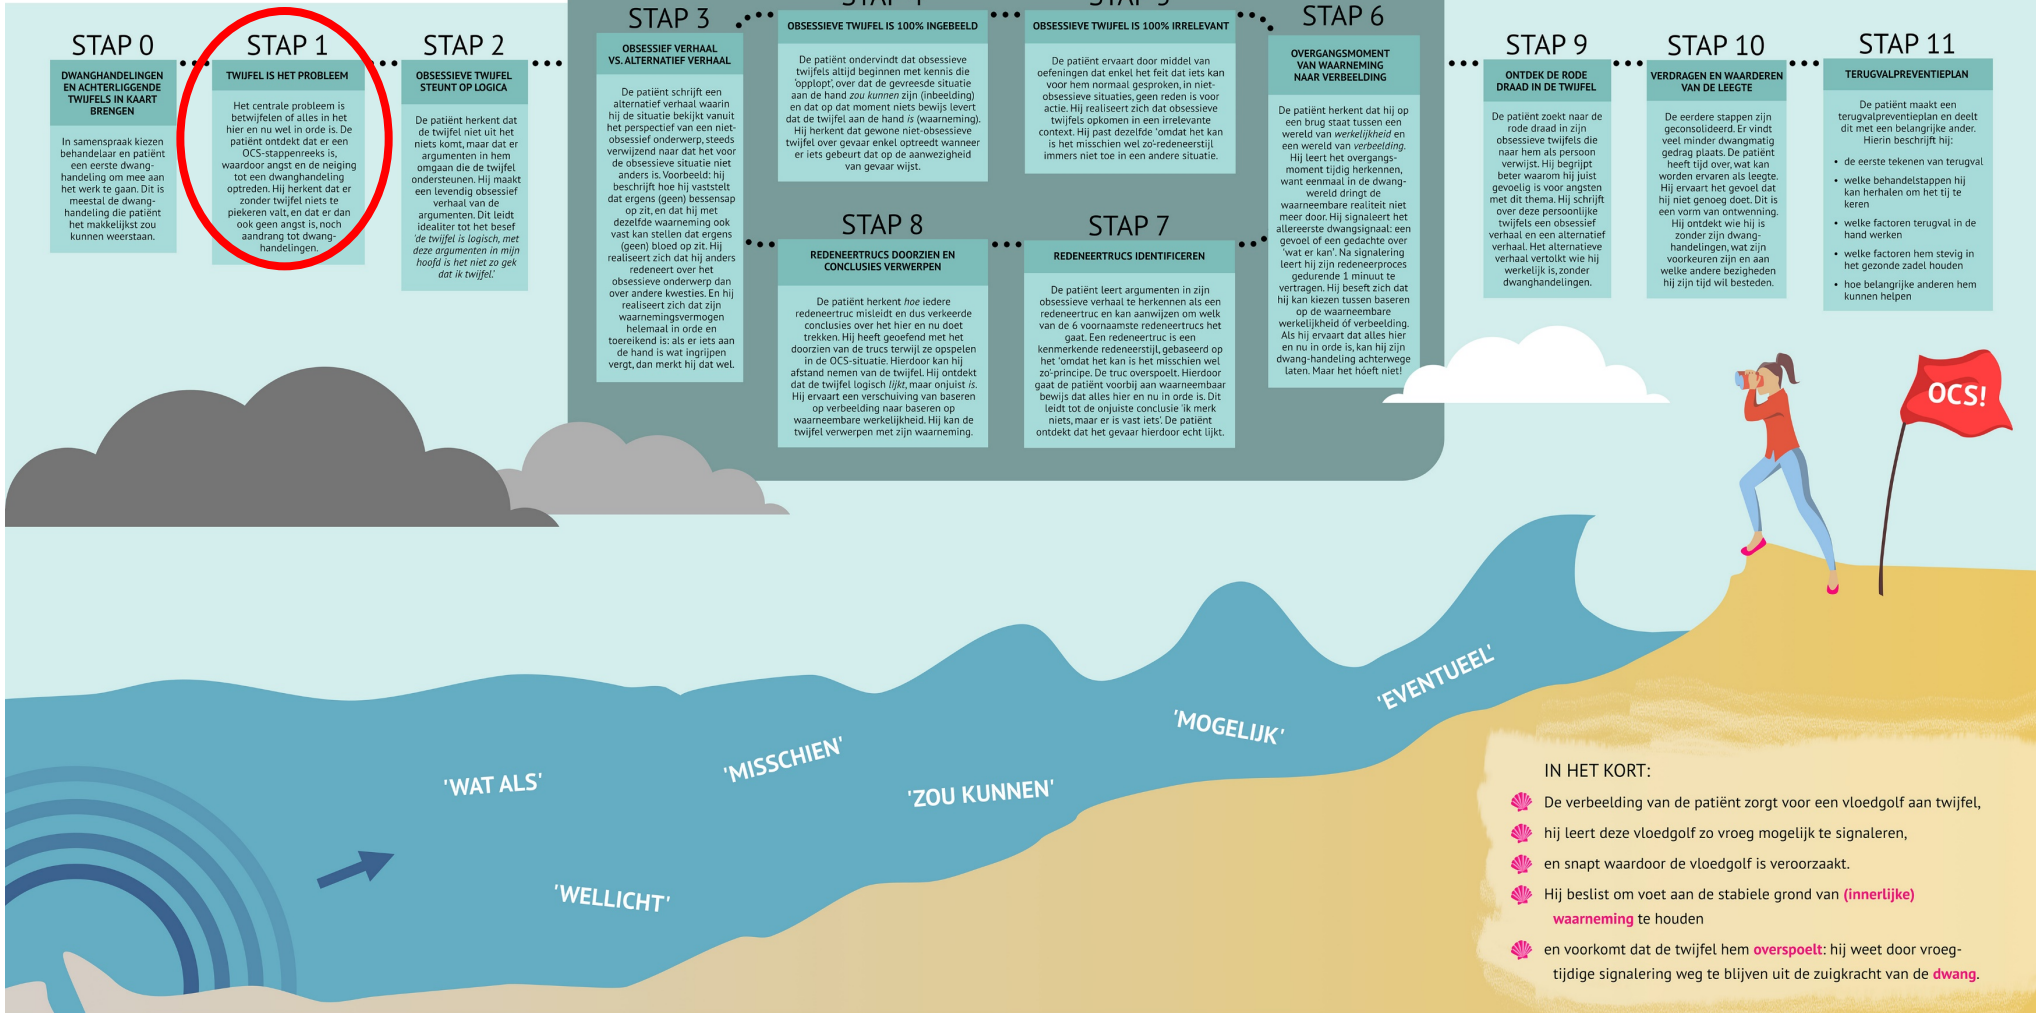 STAP 0
DWANGHANDELINGEN
EN ACHTERLIGGENDE
TWIJFELS IN KAART
BRENGEN
In samenspraak kiezen
behandelaar en patiënt
een eerste dwang-
handeling om mee aan
het werk te gaan. Dit is
meestal de dwang-
handeling die patiënt
het makkelijkst zou
kunnen weerstaan.
STAP 1
TWIJFEL IS HET PROBLEEM
Het centrale probleem is
betwijfelen of alles in het
hier en nu wel in orde is. De
patiënt ontdekt dat er een
OCS-stappenreeks is,
waardoor angst en de neiging
tot een dwanghandeling
optreden. Hij herkent dat er
zonder twijfel niets te
piekeren valt, en dat er dan
ook geen angst is, noch
aandrang tot dwang-
handelingen.
STAP 2
OBSESSIEVE TWIJFEL
STEUNT OP LOGICA
De patiënt herkent dat
de twijfel niet uit het
niets komt, maar dat er
argumenten in hem
omgaan die de twijfel
ondersteunen. Hij maakt
een levendig obsessief
verhaal van de
argumenten. Dit leidt
idealiter tot het besef
'de twijfel is logisch, met
deze argumenten in mijn
hoofd is het niet zo gek
dat ik twijfel.'
STAP 3
OBSESSIEF VERHAAL
VS. ALTERNATIEF VERHAAL
De patiënt schrijft een
alternatief verhaal waarin
hij de situatie bekijkt vanuit
het perspectief van een niet-
obsessief onderwerp, steeds
verwijzend naar dat het voor
de obsessieve situatie niet
anders is. Voorbeeld: hij
beschrijft hoe hij vaststelt
dat ergens (geen) bessensap
op zit, en dat hij met
dezelfde waarneming ook
vast kan stellen dat ergens
(geen) bloed op zit. Hij
realiseert zich dat hij anders
redeneert over het
obsessieve onderwerp dan
over andere kwesties. En hij
realiseert zich dat zijn
waarnemingsvermogen
helemaal in orde en
toereikend is: als er iets aan
de hand is wat ingrijpen
vergt, dan merkt hij dat wel.
OBSESSIEVE TWIJFEL IS 100% INGEBEELD
De patiënt ondervindt dat obsessieve
twijfels altijd beginnen met kennis die
'opplopt', over dat de gevreesde situatie
aan de hand zou kunnen zijn (inbeelding)
en dat op dat moment niets bewijs levert
dat de twijfel aan de hand is (waarneming).
Hij herkent dat gewone niet-obsessieve
twijfel over gevaar enkel optreedt wanneer
er iets gebeurt dat op de aanwezigheid
van gevaar wijst.
OBSESSIEVE TWIJFEL IS 100% IRRELEVANT
De patiënt ervaart door middel van
oefeningen dat enkel het feit dat iets kan
voor hem normaal gesproken, in niet-
obsessieve situaties, geen reden is voor
actie. Hij realiseert zich dat obsessieve
twijfels opkomen in een irrelevante
context. Hij past dezelfde 'omdat het kan
is het misschien wel zo'-redeneerstijl
immers niet toe in een andere situatie.
STAP 6
OVERGANGSMOMENT
VAN WAARNEMING
NAAR VERBEELDING
De patiënt herkent dat hij op
een brug staat tussen een
wereld van werkelijkheid en
een wereld van verbeelding.
Hij leert het overgangs-
moment tijdig herkennen,
want eenmaal in de dwang-
wereld dringt de
waarneembare realiteit niet
meer door. Hij signaleert het
allereerste dwangsignaal: een
gevoel of een gedachte over
'wat er kan'. Na signalering
leert hij zijn redeneerproces
gedurende 1 minuut te
vertragen. Hij beseft zich dat
hij kan kiezen tussen baseren
op de waarneembare
werkelijkheid óf verbeelding.
Als hij ervaart dat alles hier
en nu in orde is, kan hij zijn
dwang-handeling achterwege
laten. Maar het hóeft niet!
STAP 8
REDENEERTRUCS DOORZIEN EN
CONCLUSIES VERWERPEN
De patiënt herkent hoe iedere
redeneertruc misleidt en dus verkeerde
conclusies over het hier en nu doet
trekken. Hij heeft geoefend met het
doorzien van de trucs terwijl ze opspelen
in de OCS-situatie. Hierdoor kan hij
afstand nemen van de twijfel. Hij ontdekt
dat de twijfel logisch lijkt, maar onjuist is.
Hij ervaart een verschuiving van baseren
op verbeelding naar baseren op
waarneembare werkelijkheid. Hij kan de
twijfel verwerpen met zijn waarneming.
STAP 7
REDENEERTRUCS IDENTIFICEREN
De patiënt leert argumenten in zijn
obsessieve verhaal te herkennen als een
redeneertruc en kan aanwijzen om welk
van de 6 voornaamste redeneertrucs het
gaat. Een redeneertruc is een
kenmerkende redeneerstijl, gebaseerd op
het 'omdat het kan is het misschien wel
zo'-principe. De truc overspoelt. Hierdoor
gaat de patiënt voorbij aan waarneembaar
bewijs dat alles hier en nu in orde is. Dit
leidt tot de onjuiste conclusie 'ik merk
niets, maar er is vast iets'. De patiënt
ontdekt dat het gevaar hierdoor echt lijkt.
STAP 9
ONTDEK DE RODE
DRAAD IN DE TWIJFEL
De patiënt zoekt naar de
rode draad in zijn
obsessieve twijfels die
naar hem als persoon
verwijst. Hij begrijpt
beter waarom hij juist
gevoelig is voor angsten
met dit thema. Hij schrijft
over deze persoonlijke
twijfels een obsessief
verhaal en een alternatief
verhaal. Het alternatieve
verhaal vertolkt wie hij
werkelijk is, zonder
dwanghandelingen.
STAP 10
VERDRAGEN EN WAARDEREN
VAN DE LEEGTE
De eerdere stappen zijn
geconsolideerd. Er vindt
veel minder dwangmatig
gedrag plaats. De patiënt
heeft tijd over, wat kan
worden ervaren als leegte.
Hij ervaart het gevoel dat
hij niet genoeg doet. Dit is
een vorm van ontwenning.
Hij ontdekt wie hij is
zonder zijn dwang-
handelingen, wat zijn
voorkeuren zijn en aan
welke andere bezigheden
hij zijn tijd wil besteden.
STAP 11
TERUGVALPREVENTIEPLAN
De patiënt maakt een
terugvalpreventieplan en deelt
dit met een belangrijke ander.
Hierin beschrijft hij:
• de eerste tekenen van terugval
• welke behandelstappen hij
kan herhalen om het tij te
keren
• welke factoren terugval in de
hand werken
• welke factoren hem stevig in
het gezonde zadel houden
• hoe belangrijke anderen hem
kunnen helpen
OCS!
'WAT ALS'
'MISSCHIEN'
'WELLICHT'
'ZOU KUNNEN'
'MOGELIJK'
'EVENTUEEL'
IN HET KORT:
De verbeelding van de patiënt zorgt voor een vloedgolf aan twijfel,
hij leert deze vloedgolf zo vroeg mogelijk te signaleren,
en snapt waardoor de vloedgolf is veroorzaakt.
Hij beslist om voet aan de stabiele grond van (innerlijke)
waarneming te houden
en voorkomt dat de twijfel hem overspoelt: hij weet door vroeg-
tijdige signalering weg te blijven uit de zuigkracht van de dwang.